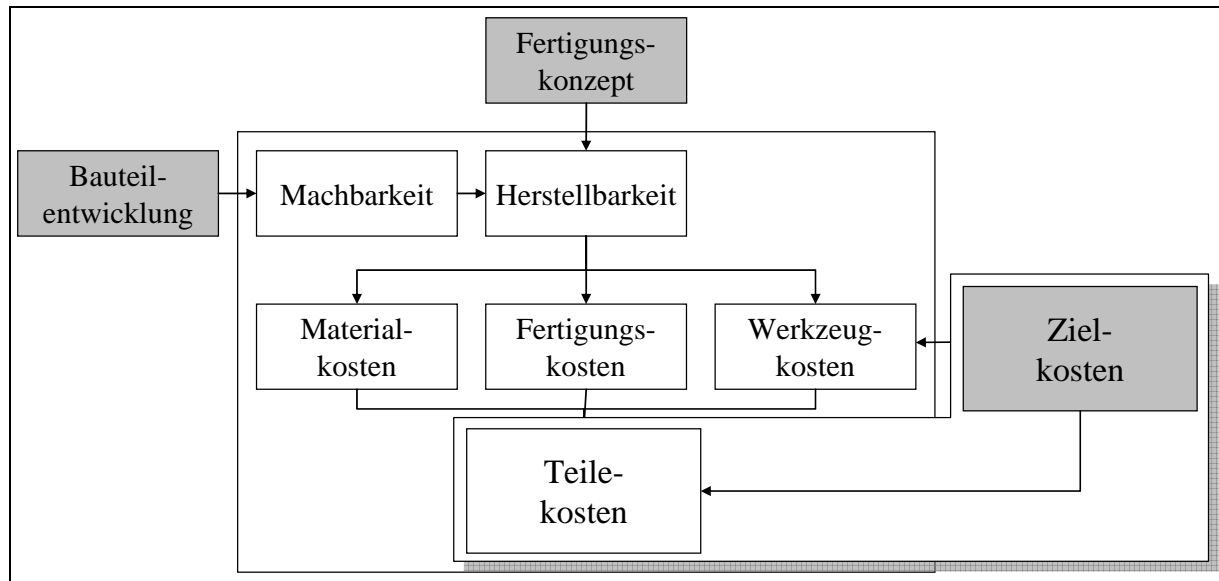 Fertigungs-
konzept
Bauteil-
entwicklung
Machbarkeit
Herstellbarkeit
Material-
kosten
Fertigungs-
kosten
Werkzeug-
kosten
Ziel-
kosten
Teile-
kosten